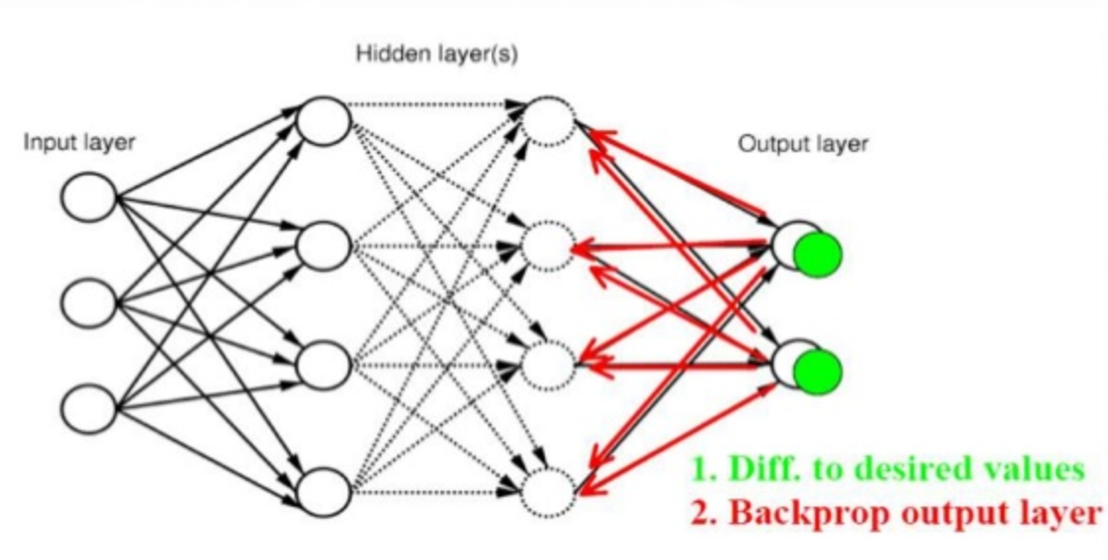 Hidden layer(s)
Input layer
Output layer
1. Diff. to desired values
2. Backprop output layer